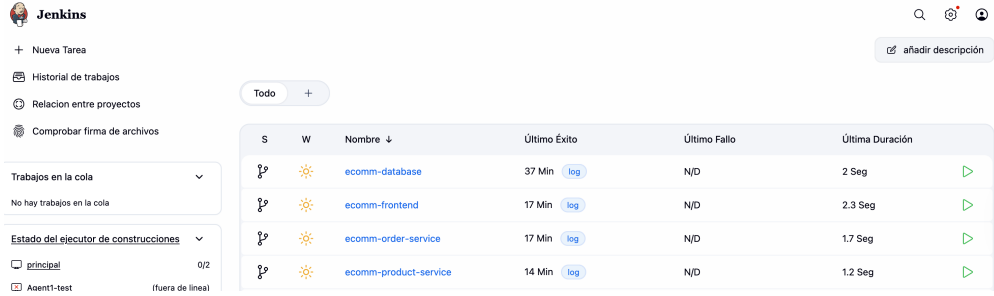 Jenkins
Nueva Tarea
añadir descripción
Historial de trabajos
Relacion entre proyectos
Comprobar firma de archivos
Trabajos en la cola
No hay trabajos en la cola
Estado del ejecutor de construcciones
principal 0/2
Agent1-test (fuera de linea)
Todo +
S W Nombre ↓ Último Éxito Último Fallo Última Duración
ecomm-database 37 Min log N/D 2 Seg
ecomm-frontend 17 Min log N/D 2.3 Seg
ecomm-order-service 17 Min log N/D 1.7 Seg
ecomm-product-service 14 Min log N/D 1.2 Seg